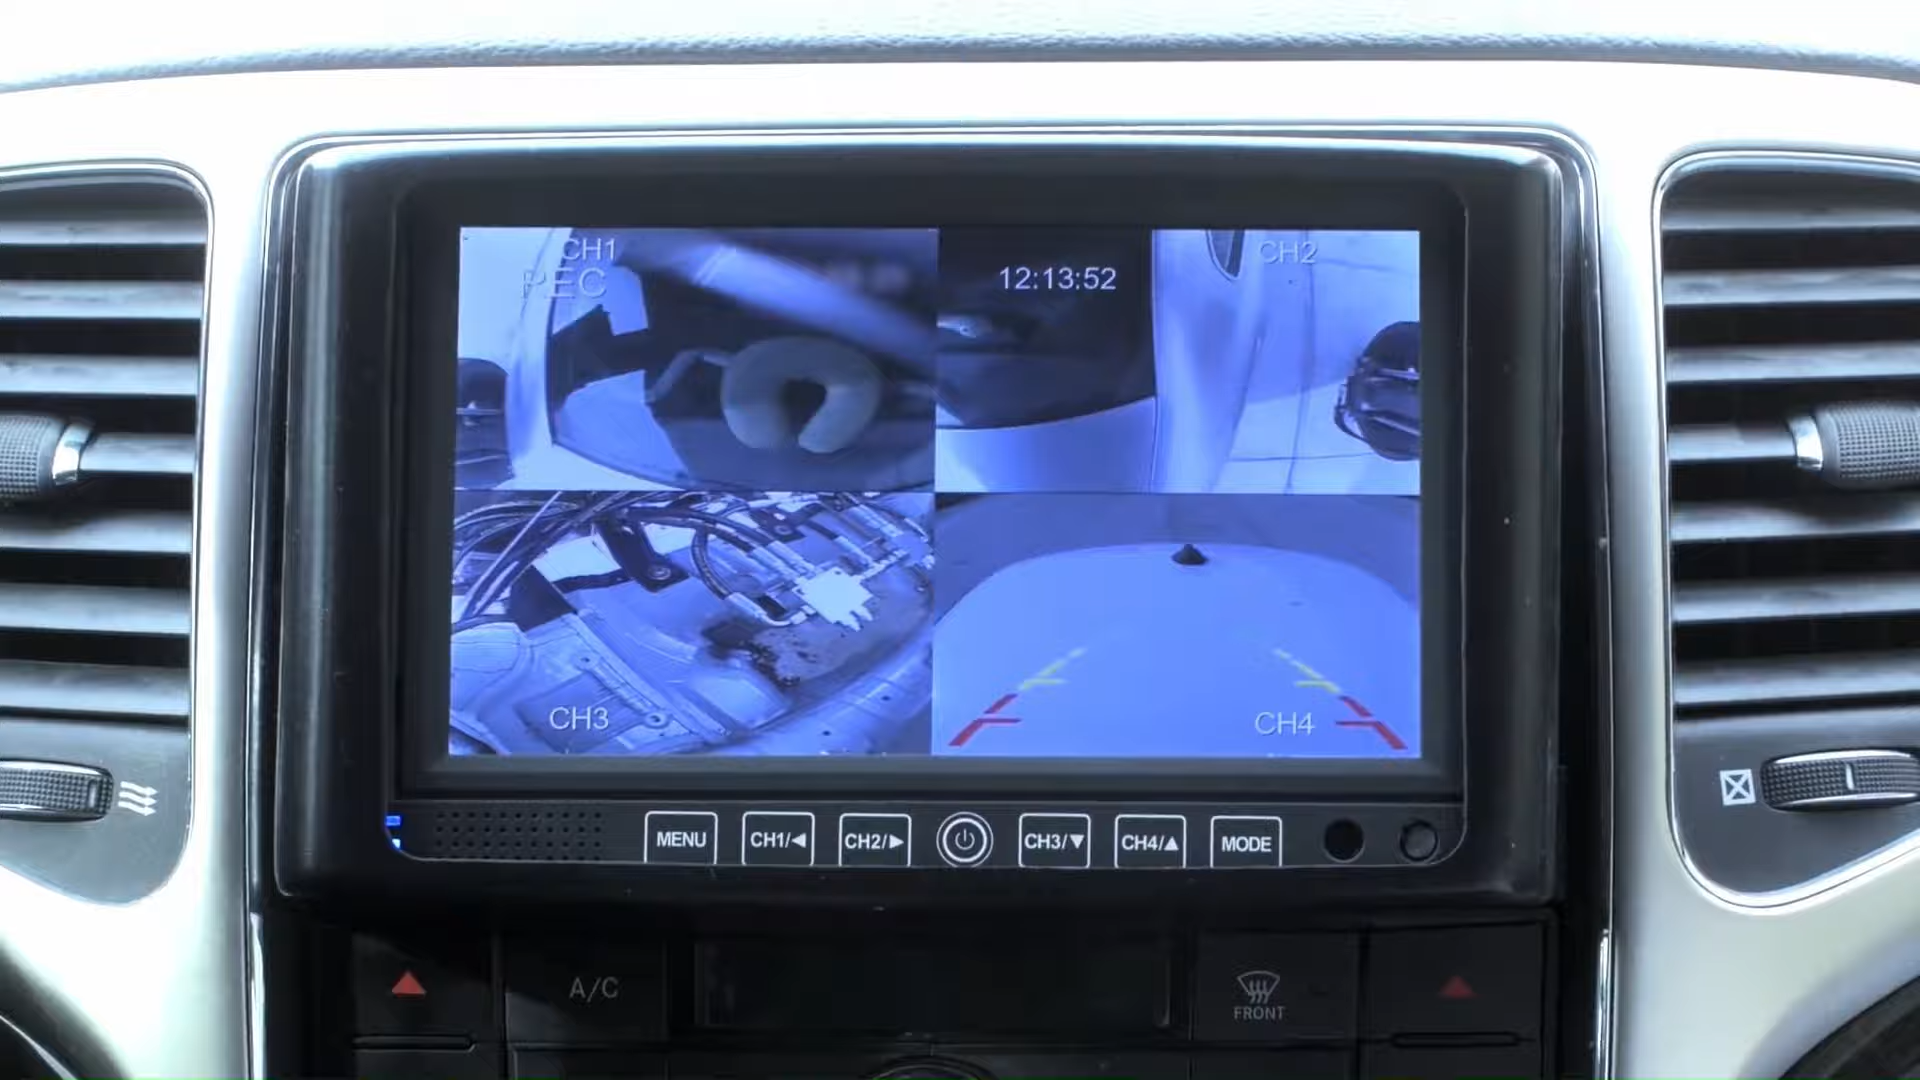 CH1
REC
12:13:52
CH2
CH3
CH4
MENU
CH1/◀
CH2/▶
CH3/▼
CH4/▲
MODE
A/C
FRONT